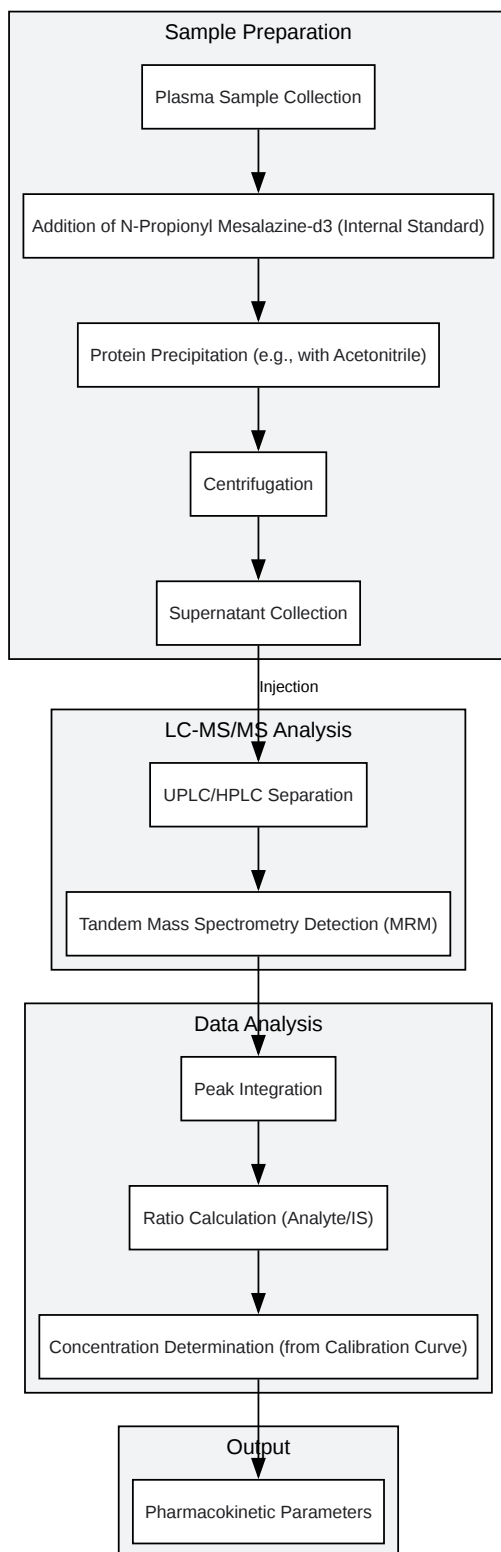 Sample Preparation
Plasma Sample Collection
Addition of N-Propionyl Mesalazine-d3 (Internal Standard)
Protein Precipitation (e.g., with Acetonitrile)
Centrifugation
Supernatant Collection
Injection
LC-MS/MS Analysis
UPLC/HPLC Separation
Tandem Mass Spectrometry Detection (MRM)
Data Analysis
Peak Integration
Ratio Calculation (Analyte/IS)
Concentration Determination (from Calibration Curve)
Output
Pharmacokinetic Parameters